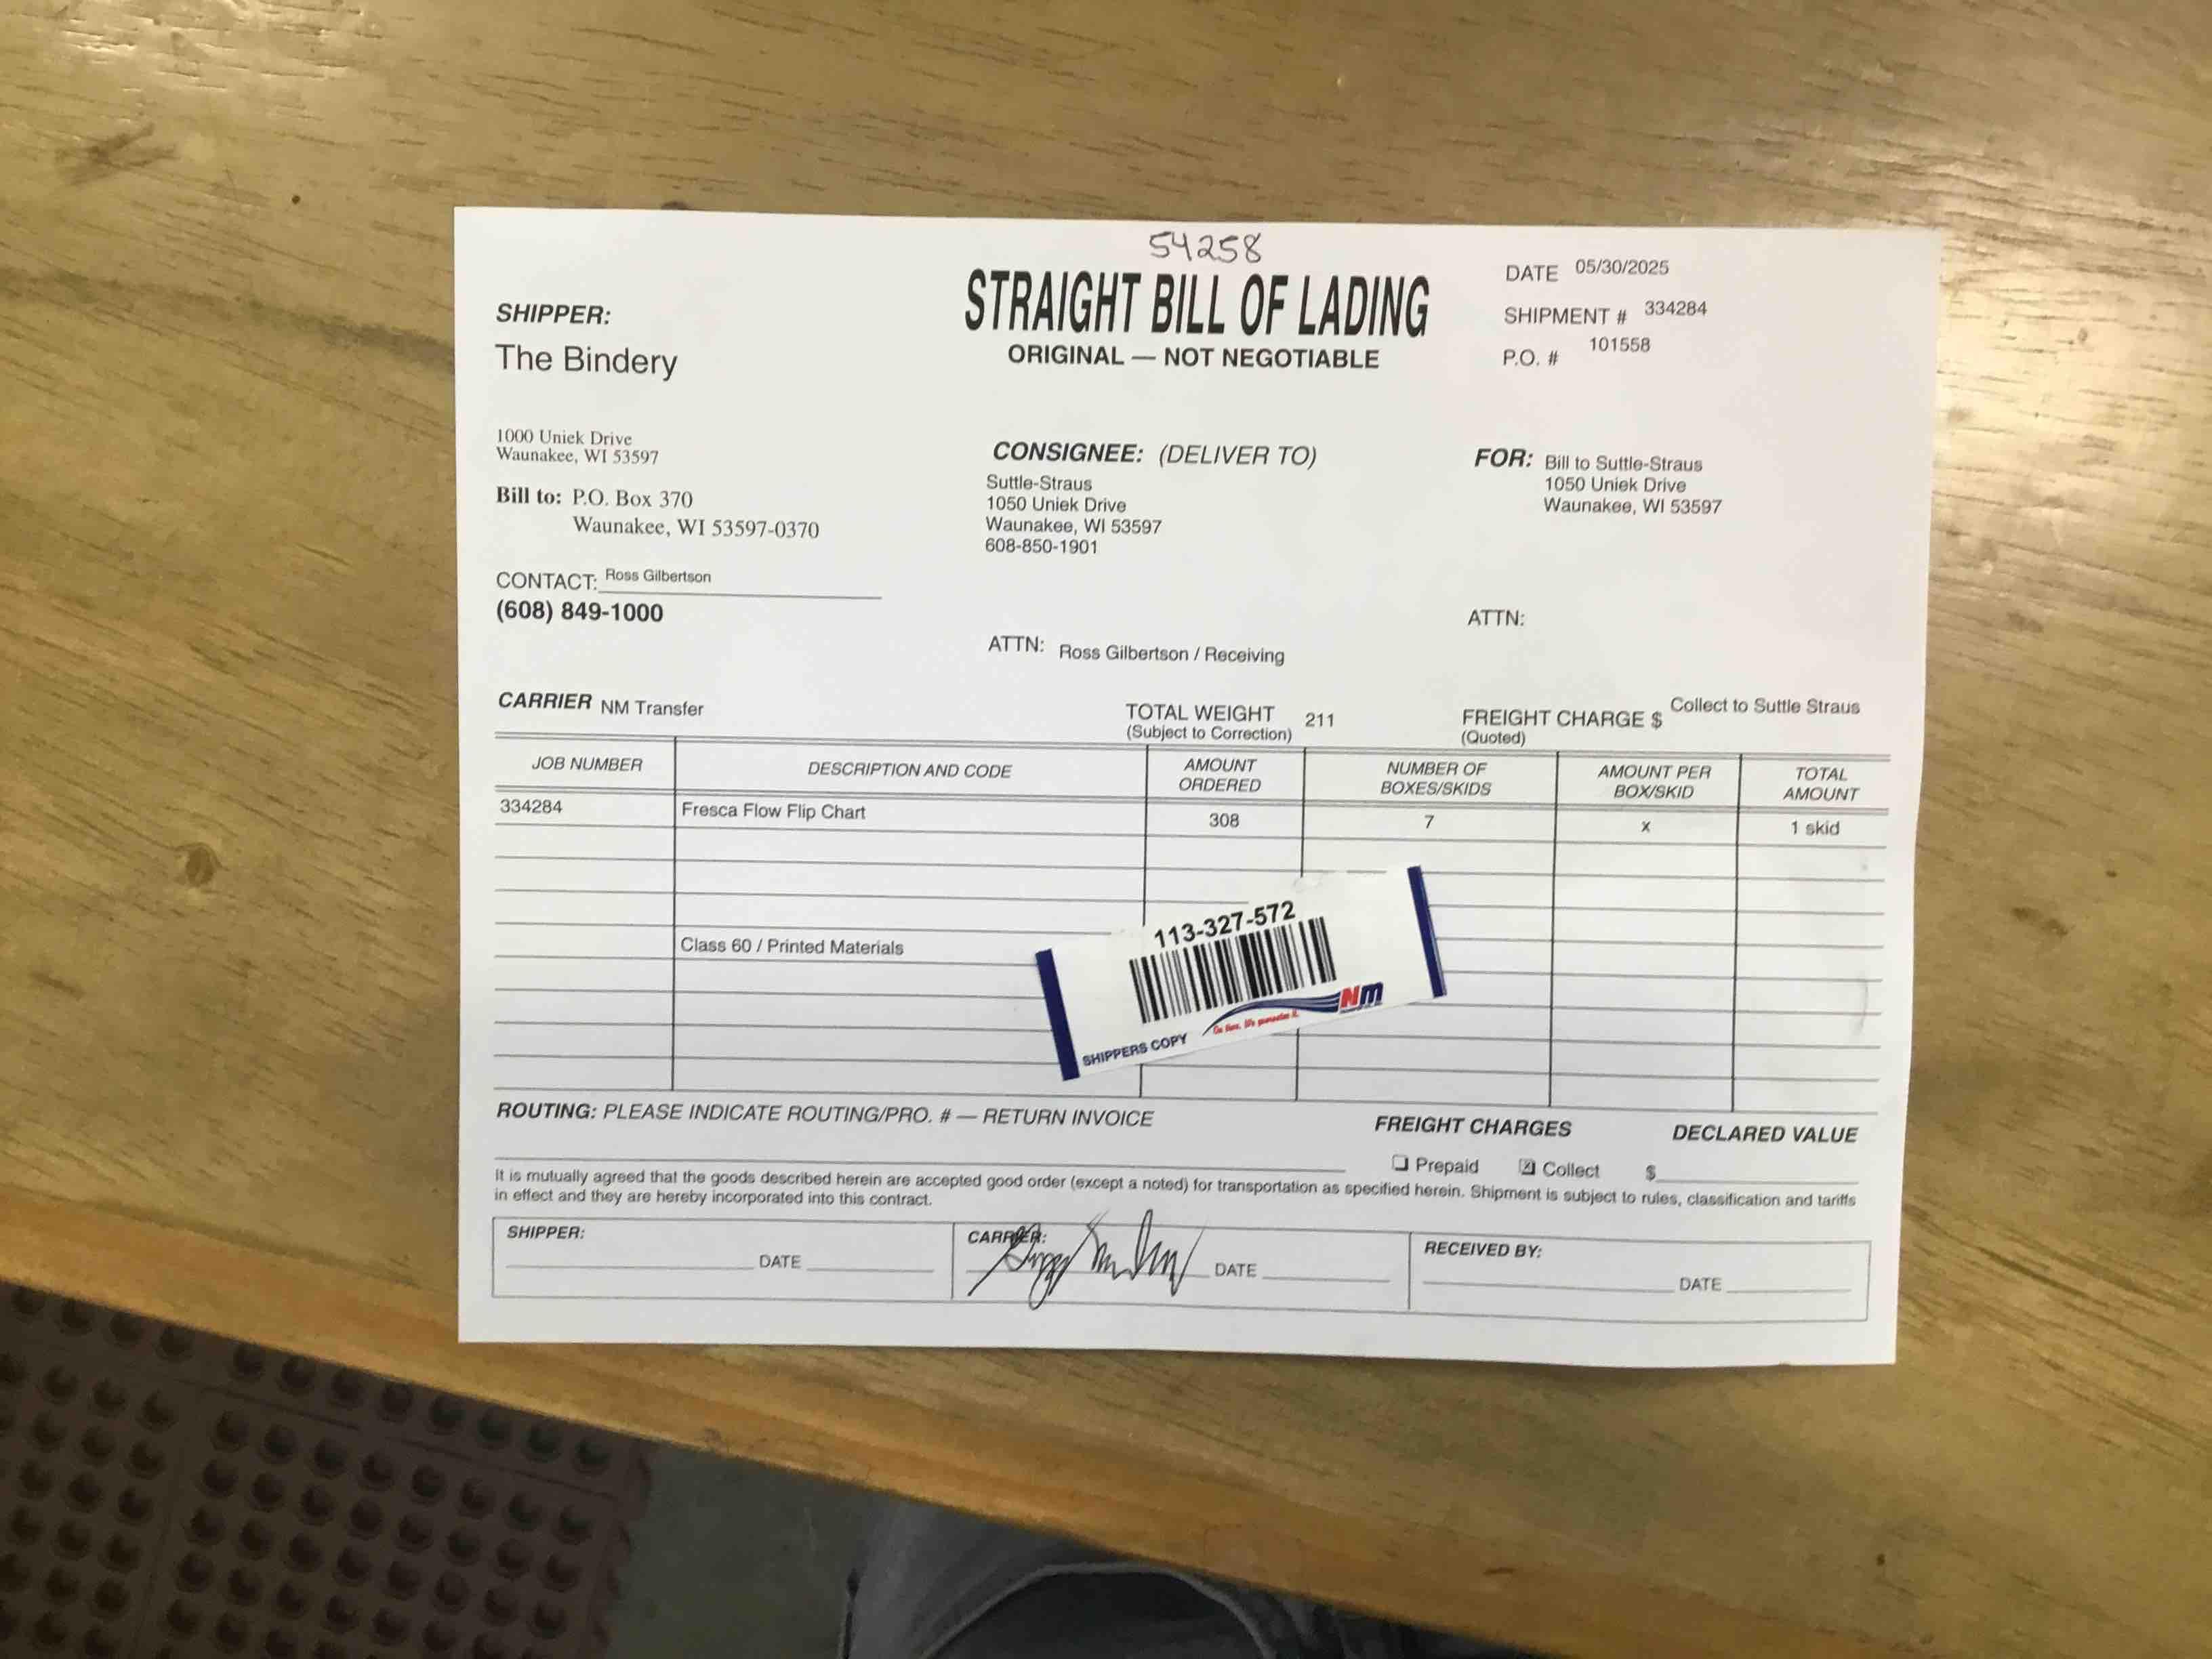 54258
STRAIGHT BILL OF LADING
ORIGINAL — NOT NEGOTIABLE
DATE 05/30/2025
SHIPMENT # 334284
P.O. # 101558
SHIPPER:
The Bindery
1000 Uniek Drive
Waunakee, WI 53597
Bill to: P.O. Box 370
Waunakee, WI 53597-0370
CONTACT: Ross Gilbertson
(608) 849-1000
CONSIGNEE: (DELIVER TO)
Suttle-Straus
1050 Uniek Drive
Waunakee, WI 53597
608-850-1901
ATTN: Ross Gilbertson / Receiving
FOR: Bill to Suttle-Straus
1050 Uniek Drive
Waunakee, WI 53597
ATTN:
CARRIER NM Transfer
TOTAL WEIGHT 211
(Subject to Correction)
FREIGHT CHARGE $ Collect to Suttle Straus
(Quoted)
JOB NUMBER DESCRIPTION AND CODE AMOUNT ORDERED NUMBER OF BOXES/SKIDS AMOUNT PER BOX/SKID TOTAL AMOUNT
334284 Fresca Flow Flip Chart 308 7 x 1 skid
Class 60 / Printed Materials
113-327-572
Nm
On time. We guarantee it.
SHIPPERS COPY
ROUTING: PLEASE INDICATE ROUTING/PRO. # — RETURN INVOICE
FREIGHT CHARGES
DECLARED VALUE
Prepaid Collect $
It is mutually agreed that the goods described herein are accepted good order (except a noted) for transportation as specified herein. Shipment is subject to rules, classification and tariffs
in effect and they are hereby incorporated into this contract.
SHIPPER:
DATE
CARRIER:
DATE
RECEIVED BY:
DATE